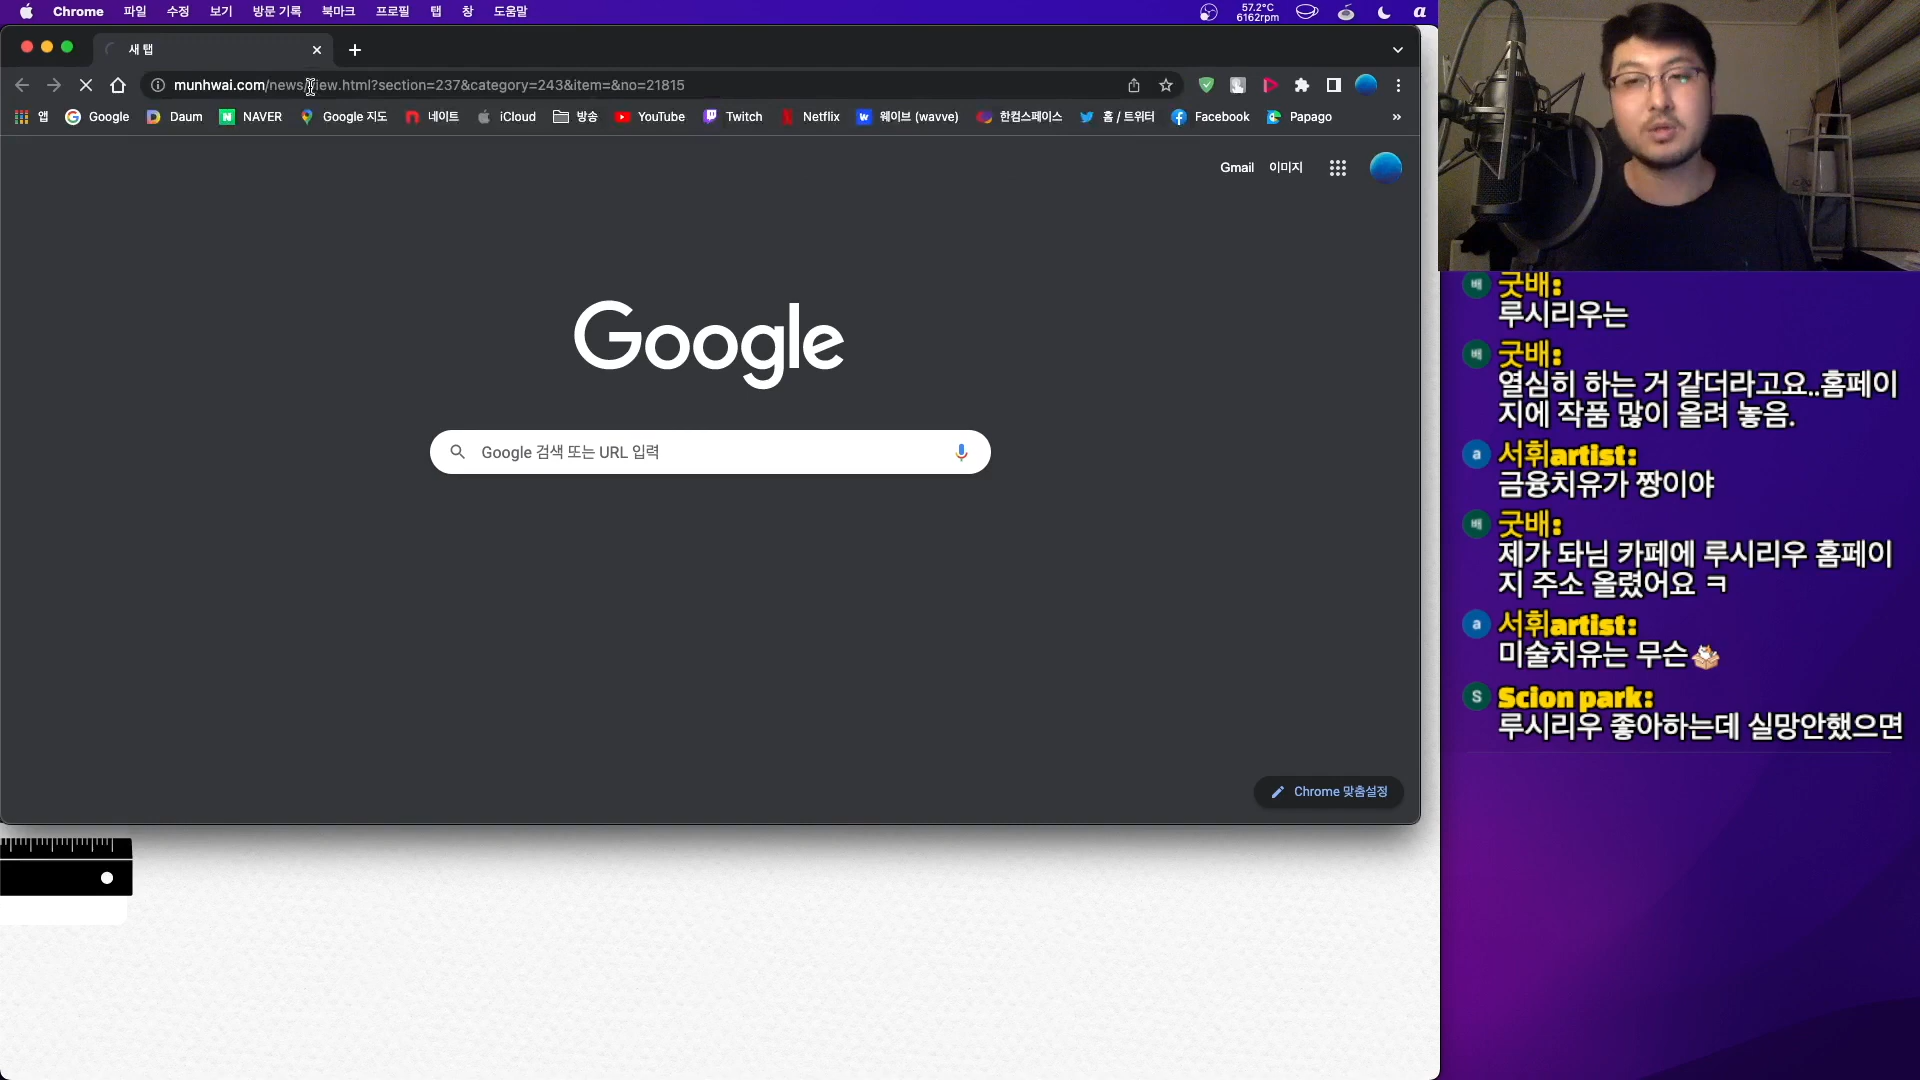 Chrome 파일 수정 보기 방문 기록 북마크 프로필 탭 창 도움말
57.2°C
6162rpm
새 탭
munhwai.com/news/view.html?section=237&category=243&item=&no=21815
앱 Google Daum NAVER Google 지도 네이트 iCloud 방송 YouTube Twitch Netflix 웨이브 (wavve) 한컴스페이스 홈 / 트위터 Facebook Papago »
Gmail 이미지
Google
Google 검색 또는 URL 입력
Chrome 맞춤설정
배 굿배:
루시리우는
배 굿배:
열심히 하는 거 같더라고요..홈페이
지에 작품 많이 올려 놓음.
a 서휘artist:
금융치유가 짱이야
배 굿배:
제가 돠님 카페에 루시리우 홈페이
지 주소 올렸어요 ㅋ
a 서휘artist:
미술치유는 무슨
S Scion park:
루시리우 좋아하는데 실망안했으면